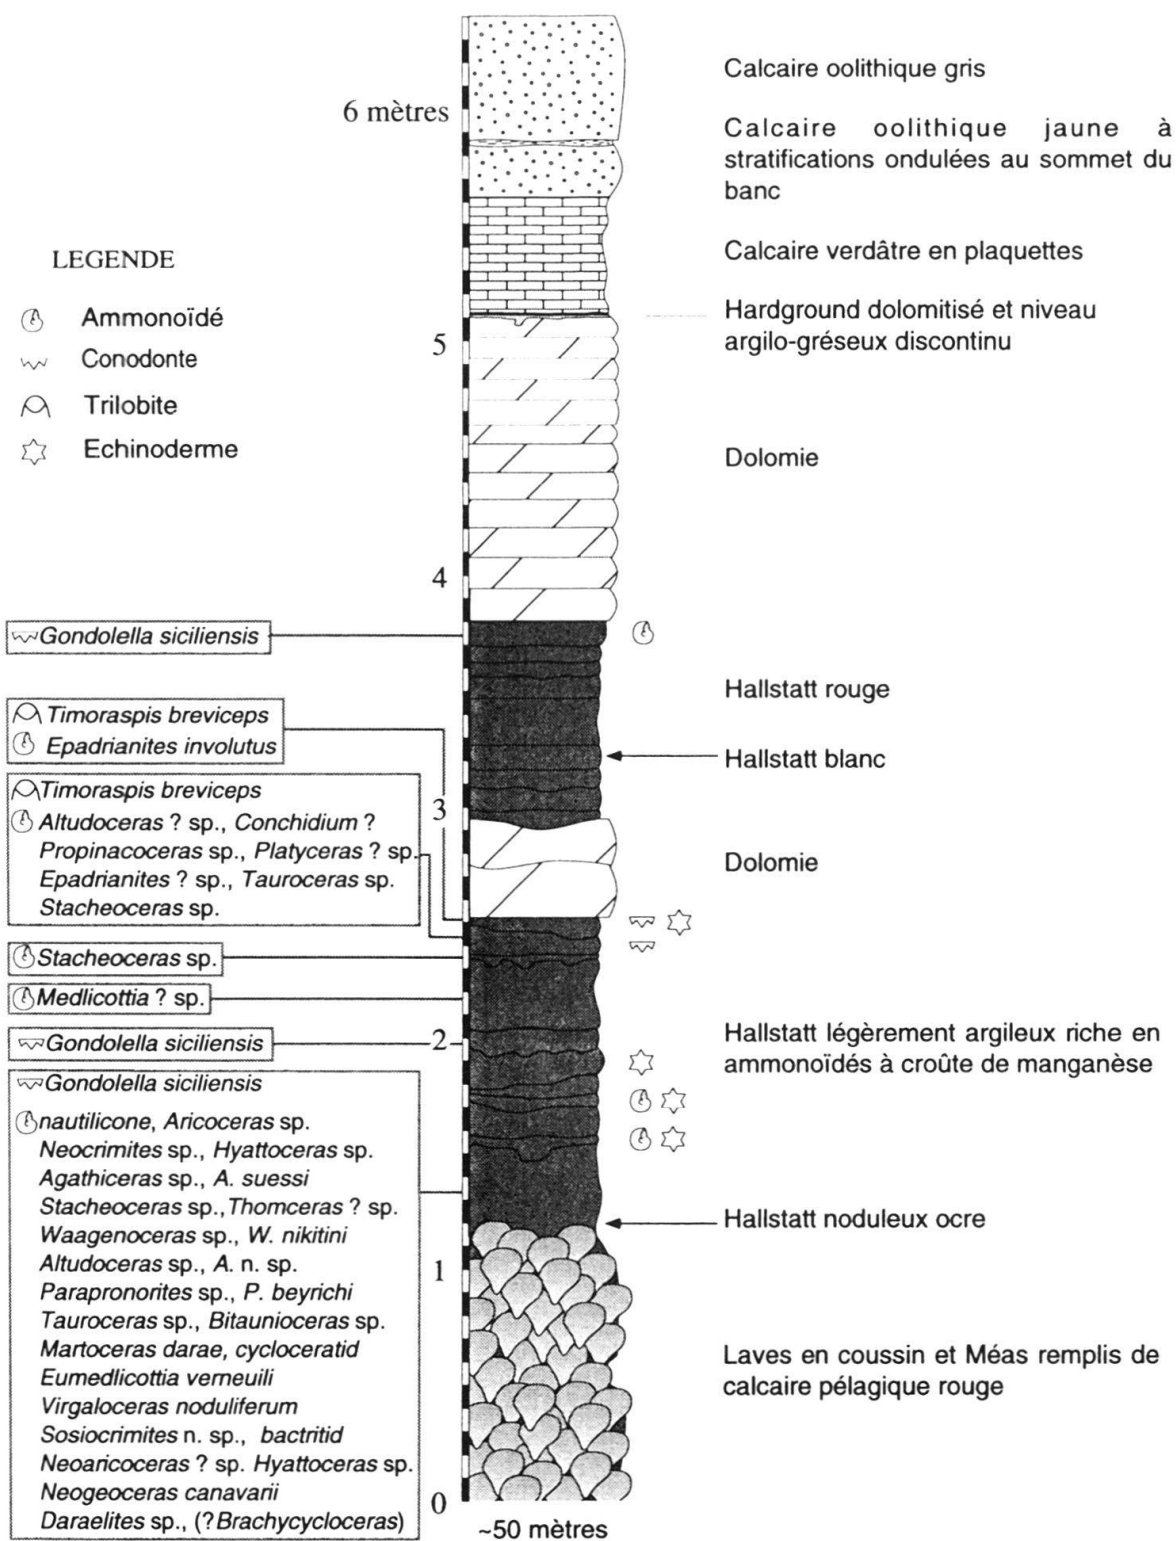 Calcaire oolithique gris
6 mètres
Calcaire oolithique jaune à
stratifications ondulées au sommet du
banc
Calcaire verdâtre en plaquettes
LEGENDE
Ammonoïdé
Conodonte
Trilobite
Echinoderme
Hardground dolomitisé et niveau
argilo-gréseux discontinu
5
Dolomie
4
Gondolella siciliensis
Hallstatt rouge
Timoraspis breviceps
Epadrianites involutus
Hallstatt blanc
Timoraspis breviceps
Altudoceras ? sp., Conchidium ?
Propinacoceras sp., Platyceras ? sp.
Epadrianites ? sp., Tauroceras sp.
Stacheoceras sp.
3
Dolomie
Stacheoceras sp.
Medlicottia ? sp.
Gondolella siciliensis
2
Hallstatt légèrement argileux riche en
ammonoïdés à croûte de manganèse
Gondolella siciliensis
nautilicone, Aricoceras sp.
Neocrimites sp., Hyattoceras sp.
Agathiceras sp., A. suessi
Stacheoceras sp., Thomceras ? sp.
Waagenoceras sp., W. nikitini
Altudoceras sp., A. n. sp.
Parapronorites sp., P. beyrichi
Tauroceras sp., Bitaunioceras sp.
Martoceras darae, cycloceratid
Eumedlicottia verneuili
Virgaloceras noduliferum
Sosiocrimites n. sp., bactritid
Neoaricoceras ? sp. Hyattoceras sp.
Neogeoceras canavarii
Daraelites sp., (?Brachycycloceras)
Hallstatt noduleux ocre
1
Laves en coussin et Méas remplis de
calcaire pélagique rouge
0
~50 mètres